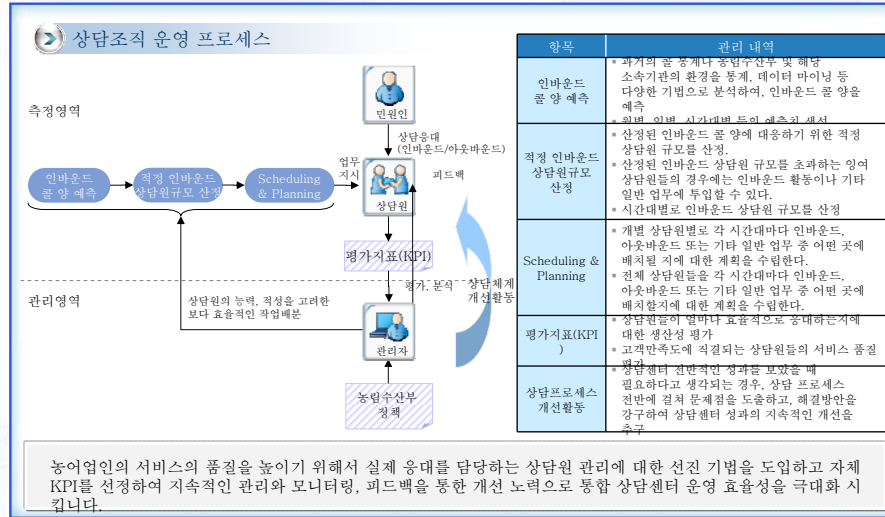 상담조직 운영 프로세스
측정영역
민원인
상담응대
(인바운드/아웃바운드)
업무
지시
피드백
인바운드
콜 양 예측
적정 인바운드
상담원규모 산정
Scheduling
& Planning
상담원
평가지표(KPI)
평가, 분석
상담체계
개선활동
관리영역
상담원의 능력, 적성을 고려한
보다 효율적인 작업배분
관리자
농림수산부
정책
항목
관리 내역
인바운드
콜 양 예측
과거의 콜 통계나 농림수산부 및 해당
소속기관의 환경을 통계, 데이터 마이닝 등
다양한 기법으로 분석하여, 인바운드 콜 양을
예측
월별, 일별, 시간대별 등의 예측치 생성
적정 인바운드
상담원규모
산정
산정된 인바운드 콜 양에 대응하기 위한 적정
상담원 규모를 산정.
산정된 인바운드 상담원 규모를 초과하는 잉여
상담원들의 경우에는 인바운드 활동이나 기타
일반 업무에 투입할 수 있다.
시간대별로 인바운드 상담원 규모를 산정
Scheduling &
Planning
개별 상담원별로 각 시간대마다 인바운드,
아웃바운드 또는 기타 일반 업무 중 어떤 곳에
배치될 지에 대한 계획을 수립한다.
전체 상담원들을 각 시간대마다 인바운드,
아웃바운드 또는 기타 일반 업무 중 어떤 곳에
배치할지에 대한 계획을 수립한다.
평가지표(KPI
)
상담원들이 얼마나 효율적으로 응대하는지에
대한 생산성 평가
고객만족도에 직결되는 상담원들의 서비스 품질
평가
상담프로세스
개선활동
상담센터 전반적인 성과를 보았을 때
필요하다고 생각되는 경우, 상담 프로세스
전반에 걸쳐 문제점을 도출하고, 해결방안을
강구하여 상담센터 성과의 지속적인 개선을
추구
농어업인의 서비스의 품질을 높이기 위해서 실제 응대를 담당하는 상담원 관리에 대한 선진 기법을 도입하고 자체
KPI를 선정하여 지속적인 관리와 모니터링, 피드백을 통한 개선 노력으로 통합 상담센터 운영 효율성을 극대화 시
킵니다.